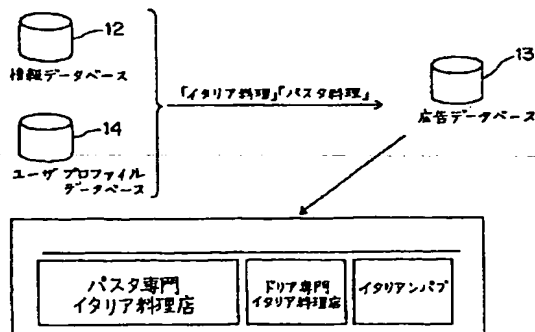 12
情報データベース
14
ユーザプロファイル
データベース
「イタリア料理」「パスタ料理」
13
広告データベース
パスタ専門
イタリア料理店
ドリア専門
イタリア料理店
イタリアンパブ